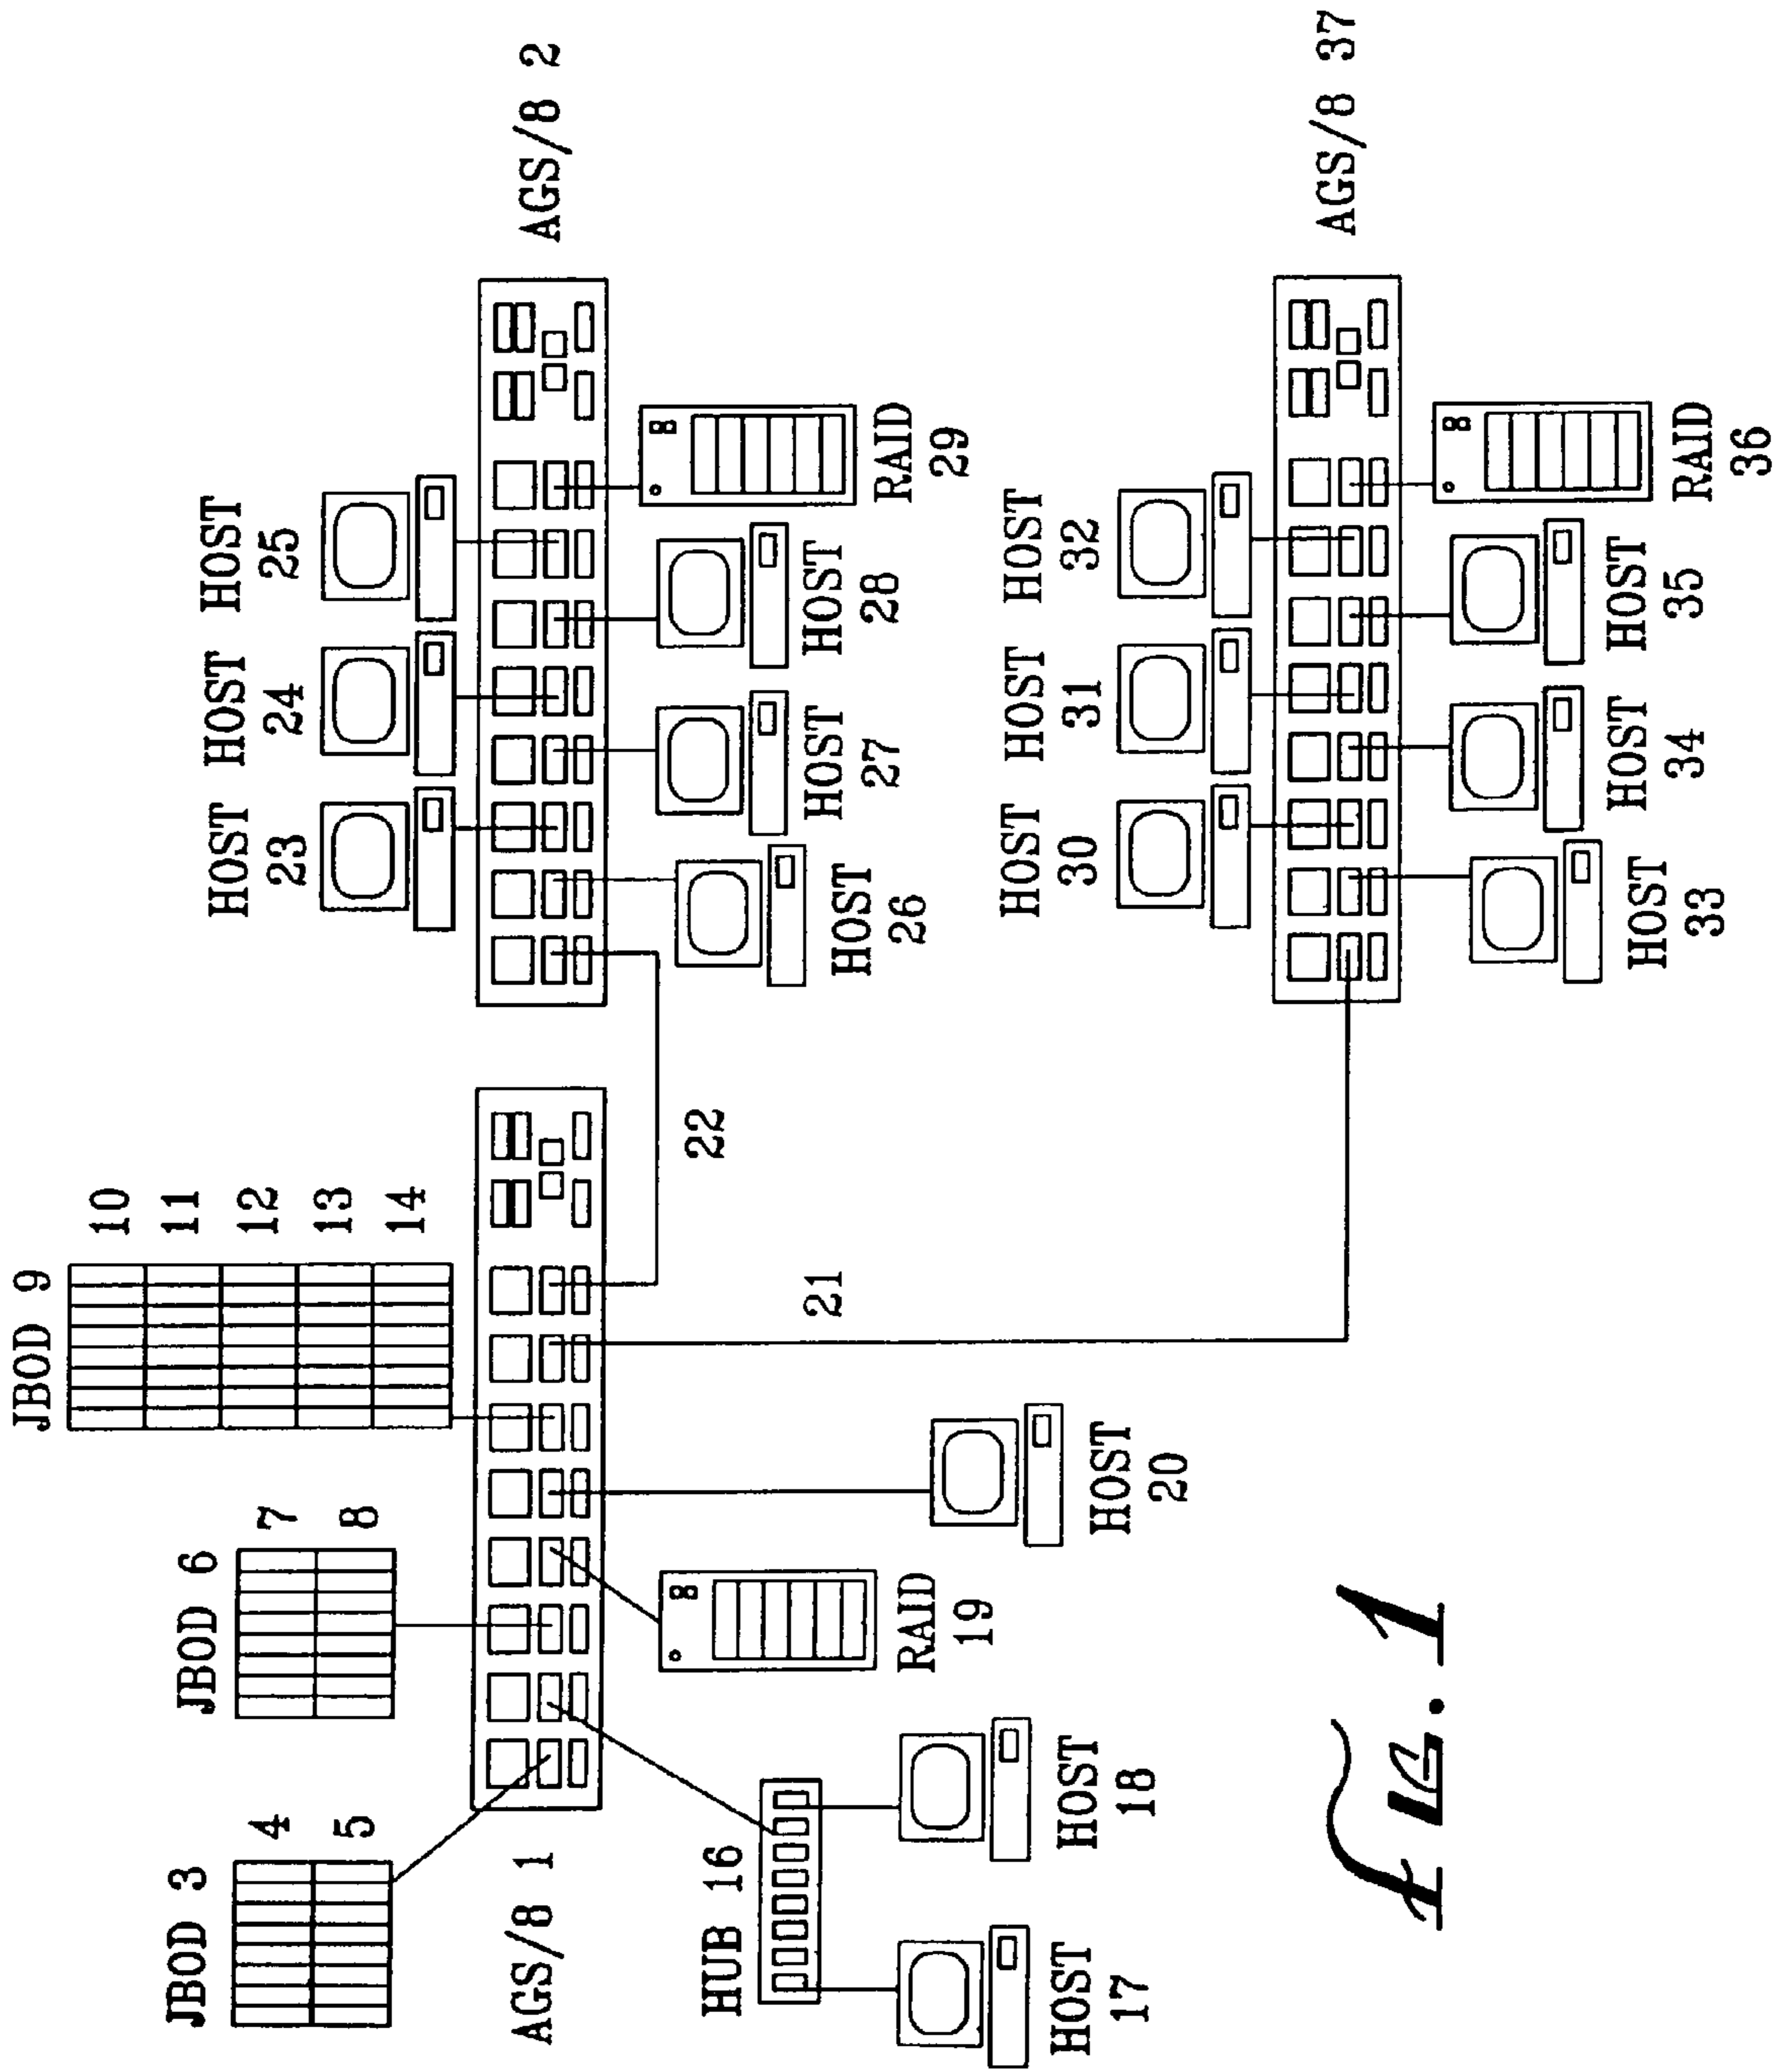 JBOD 3
4
5
JBOD 6
7
8
JBOD 9
10
11
12
13
14
AGS/8 1
HUB 16
HOST
17
HOST
18
RAID
19
HOST
20
21
22
HOST
23
HOST
24
HOST
25
AGS/8 2
HOST
26
HOST
27
HOST
28
RAID
29
HOST
30
HOST
31
HOST
32
AGS/8 37
HOST
33
HOST
34
HOST
35
RAID
36
FIG. 1